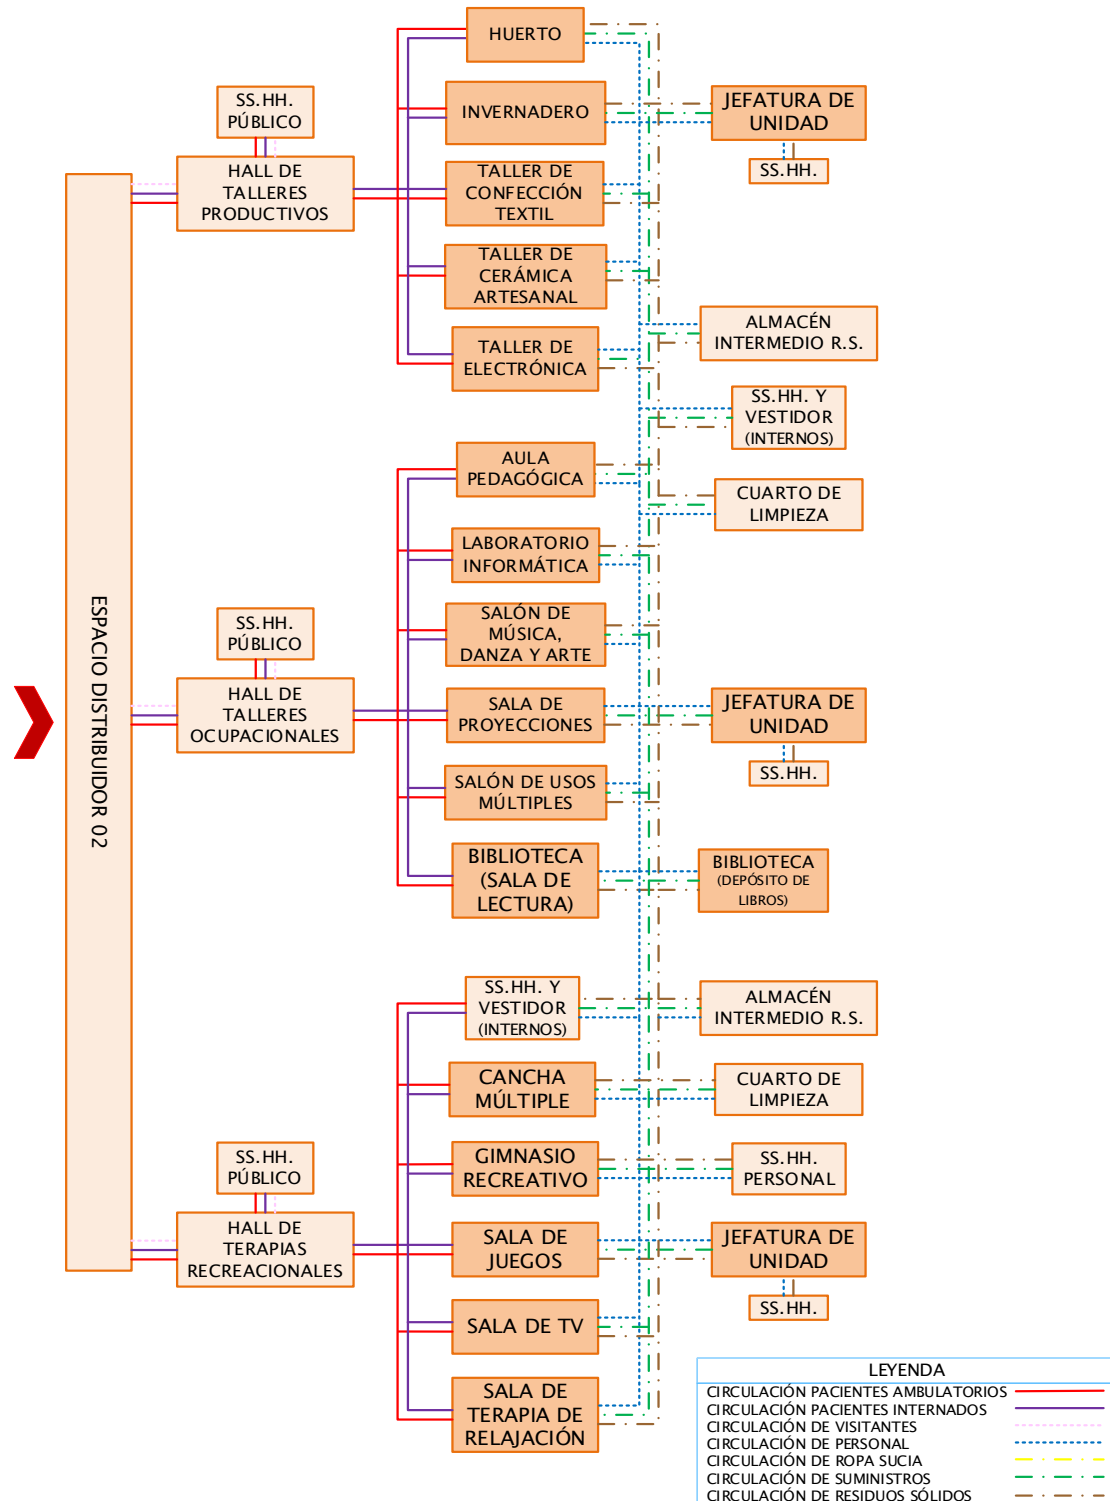 HUERTO
SS.HH.
PÚBLICO
INVERNADERO
JEFATURA DE
UNIDAD
SS.HH.
HALL DE
TALLERES
PRODUCTIVOS
TALLER DE
CONFECCIÓN
TEXTIL
TALLER DE
CERÁMICA
ARTESANAL
ALMACÉN
INTERMEDIO R.S.
TALLER DE
ELECTRÓNICA
SS.HH. Y
VESTIDOR
(INTERNOS)
AULA
PEDAGÓGICA
CUARTO DE
LIMPIEZA
LABORATORIO
INFORMÁTICA
ESPACIO DISTRIBUIDOR 02
SS.HH.
PÚBLICO
SALÓN DE
MÚSICA,
DANZA Y ARTE
HALL DE
TALLERES
OCUPACIONALES
SALA DE
PROYECCIONES
JEFATURA DE
UNIDAD
SS.HH.
SALÓN DE USOS
MÚLTIPLES
BIBLIOTECA
(SALA DE
LECTURA)
BIBLIOTECA
(DEPÓSITO DE
LIBROS)
SS.HH. Y
VESTIDOR
(INTERNOS)
ALMACÉN
INTERMEDIO R.S.
CANCHA
MÚLTIPLE
CUARTO DE
LIMPIEZA
SS.HH.
PÚBLICO
GIMNASIO
RECREATIVO
SS.HH.
PERSONAL
HALL DE
TERAPIAS
RECREACIONALES
SALA DE
JUEGOS
JEFATURA DE
UNIDAD
SS.HH.
SALA DE TV
SALA DE
TERAPIA DE
RELAJACIÓN
LEYENDA
CIRCULACIÓN PACIENTES AMBULATORIOS
CIRCULACIÓN PACIENTES INTERNADOS
CIRCULACIÓN DE VISITANTES
CIRCULACIÓN DE PERSONAL
CIRCULACIÓN DE ROPA SUCIA
CIRCULACIÓN DE SUMINISTROS
CIRCULACIÓN DE RESIDUOS SÓLIDOS